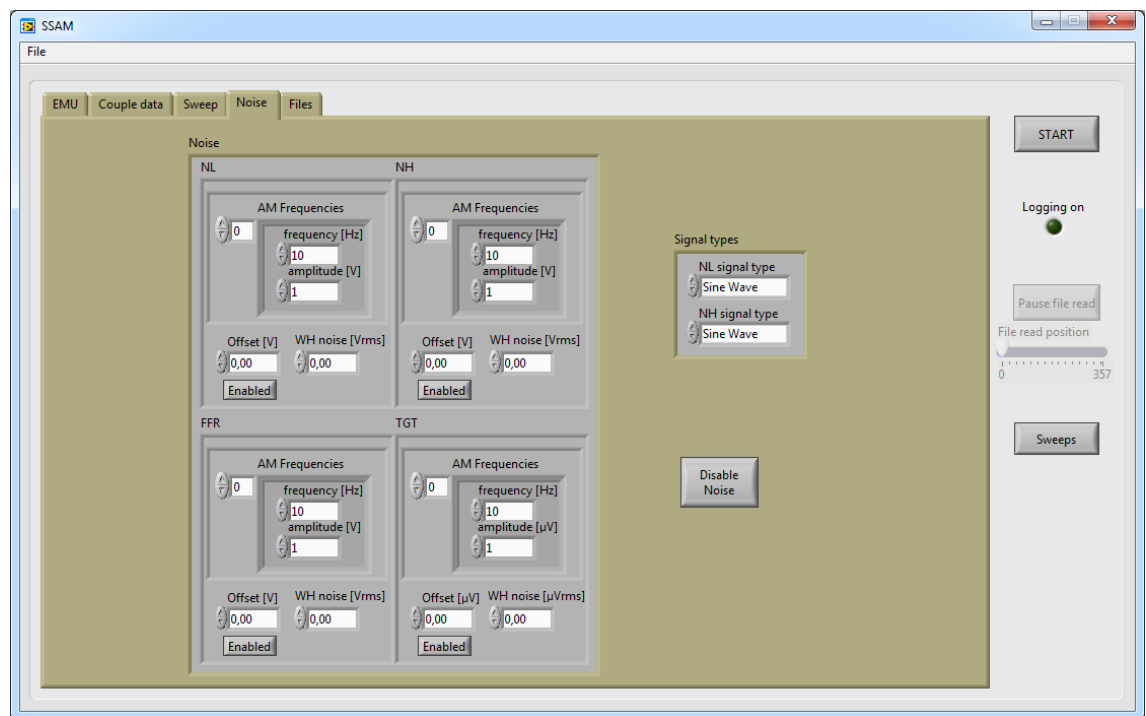 SSAM
File
EMU Couple data Sweep Noise Files
START
Noise
NL NH
AM Frequencies AM Frequencies
0 frequency [Hz] 0 frequency [Hz]
10 10
amplitude [V] amplitude [V]
1 1
Offset [V] WH noise [Vrms] Offset [V] WH noise [Vrms]
0,00 0,00 0,00 0,00
Enabled Enabled
FFR TGT
AM Frequencies AM Frequencies
0 frequency [Hz] 0 frequency [Hz]
10 10
amplitude [V] amplitude [µV]
1 1
Offset [V] WH noise [Vrms] Offset [µV] WH noise [µVrms]
0,00 0,00 0,00 0,00
Enabled Enabled
Signal types
NL signal type
Sine Wave
NH signal type
Sine Wave
Disable
Noise
Logging on
Pause file read
File read position
0 357
Sweeps